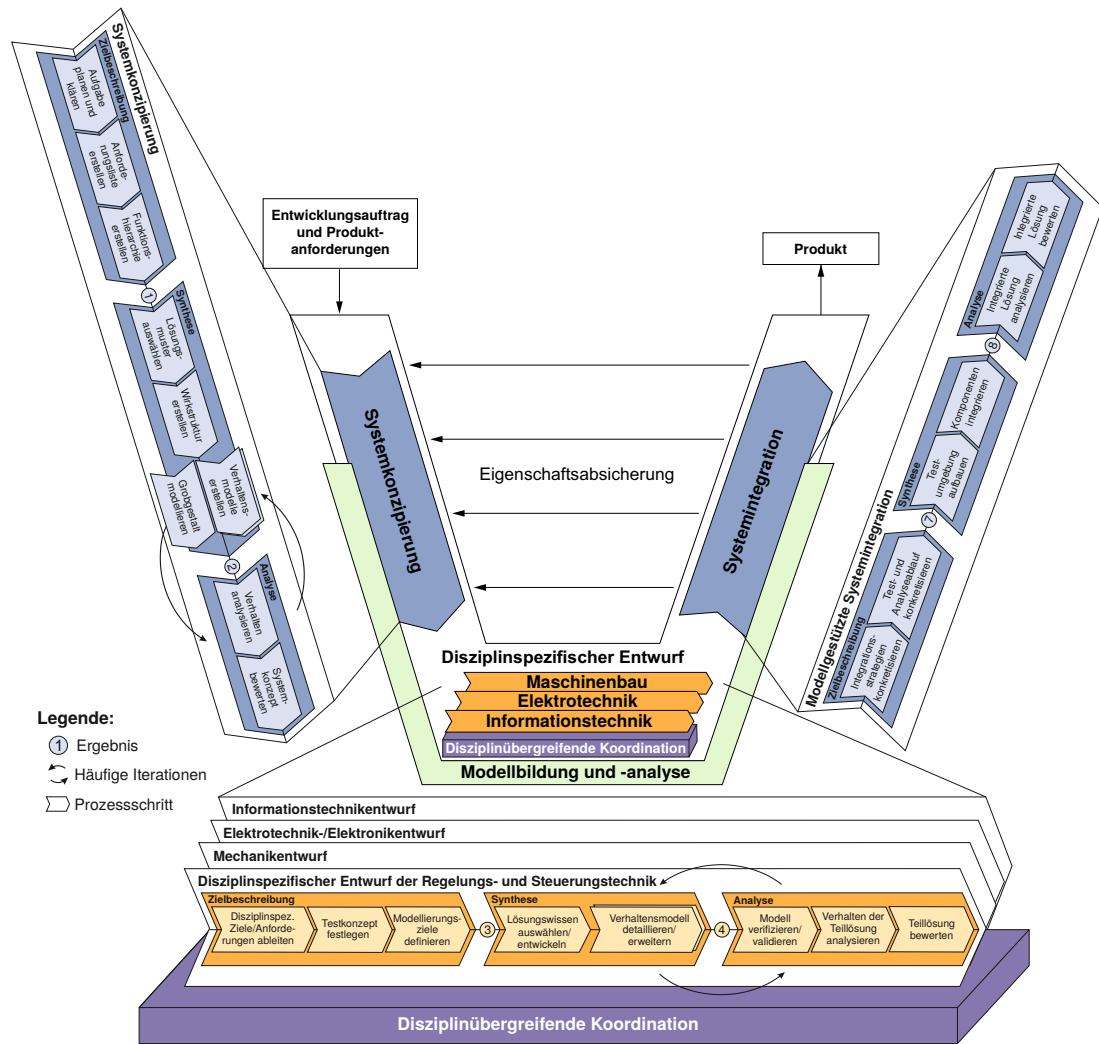 Systemkonzipierung
Zielbeschreibung
Aufgabe
planen und
klären
Anforde-
rungsliste
erstellen
Funktions-
hierarchie
erstellen
1
Synthese
Lösungs-
muster
auswählen
Wirkstruktur
erstellen
Grobgestalt
modellieren
Verhaltens-
modelle
erstellen
2
Analyse
Verhalten
analysieren
System-
konzept
bewerten
Entwicklungsauftrag
und Produkt-
anforderungen
Produkt
Systemkonzipierung
Eigenschaftsabsicherung
Systemintegration
Disziplinspezifischer Entwurf
Maschinenbau
Elektrotechnik
Informationstechnik
Disziplinübergreifende Koordination
Modellbildung und -analyse
Modellgestützte Systemintegration
Zielbeschreibung
Integrations-
strategien
konkretisieren
Test- und
Analyseablauf
konkretisieren
7
Synthese
Test-
umgebung
aufbauen
Komponenten
integrieren
8
Analyse
Integrierte
Lösung
analysieren
Integrierte
Lösung
bewerten
Legende:
1 Ergebnis
Häufige Iterationen
Prozessschritt
Informationstechnikentwurf
Elektrotechnik-/Elektronikentwurf
Mechanikentwurf
Disziplinspezifischer Entwurf der Regelungs- und Steuerungstechnik
Zielbeschreibung
Disziplinspez.
Ziele/Anforde-
rungen ableiten
Testkonzept
festlegen
Modellierungs-
ziele
definieren
3
Synthese
Lösungswissen
auswählen/
entwickeln
Verhaltensmodell
detaillieren/
erweitern
4
Analyse
Modell
verifizieren/
validieren
Verhalten der
Teillösung
analysieren
Teillösung
bewerten
Disziplinübergreifende Koordination